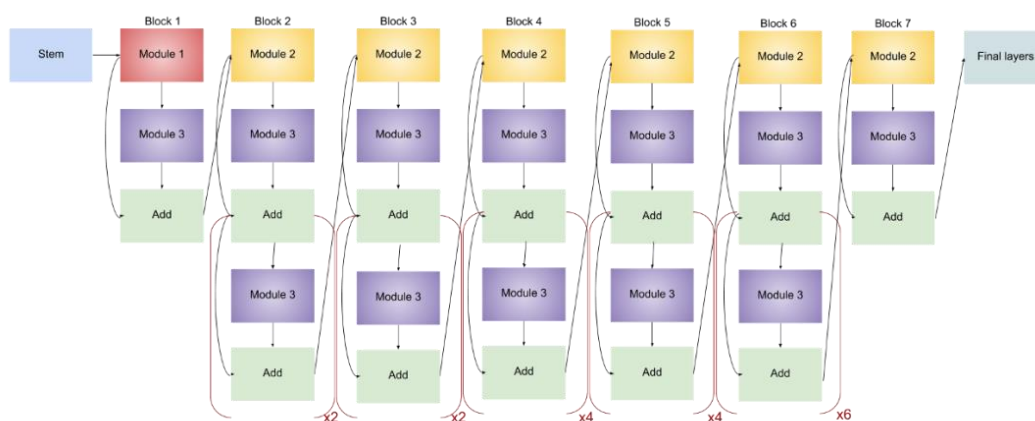 Block 1
Block 2
Block 3
Block 4
Block 5
Block 6
Block 7
Stem
Module 1
Module 2
Module 2
Module 2
Module 2
Module 2
Module 2
Final layers
Module 3
Module 3
Module 3
Module 3
Module 3
Module 3
Module 3
Add
Add
Add
Add
Add
Add
Add
Module 3
Module 3
Module 3
Module 3
Module 3
Add
Add
Add
Add
Add
x2
x2
x4
x4
x6